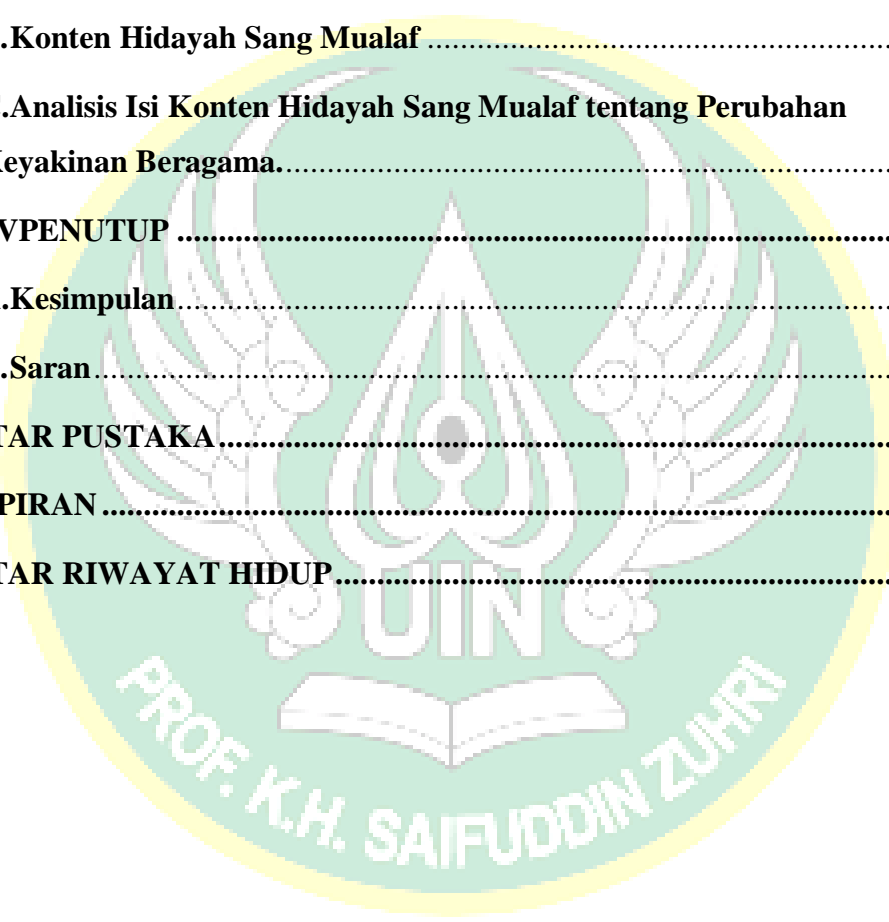 .Konten Hidayah Sang Mualaf ........................................................
.Analisis Isi Konten Hidayah Sang Mualaf tentang Perubahan
Keyakinan Beragama.........................................................................
VPENUTUP ........................................................................................
.Kesimpulan........................................................................................
.Saran..................................................................................................
TAR PUSTAKA..................................................................................
PIRAN.................................................................................................
TAR RIWAYAT HIDUP....................................................................
UIN
PROF. K.H. SAIFUDDIN ZUHRI